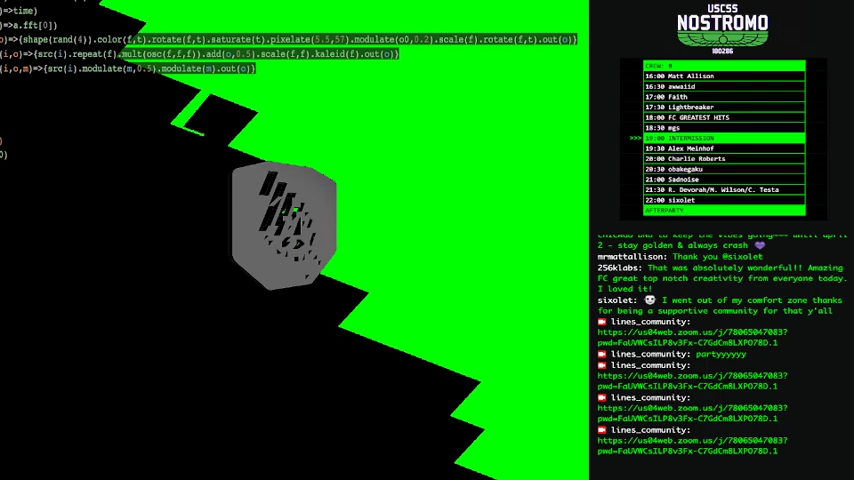 )=>time)
)=>a.fft[0])
o)=>{shape(rand(4)).color(f,t).rotate(f,t).saturate(t).pixelate(5.5,57).modulate(o0,0.2).scale(f).rotate(f,t).out(o)}
(i,o)=>{src(i).repeat(f).mult(osc(f,f,f)).add(o,0.5).scale(f,f).kaleid(f).out(o)}
(i,o,m)=>{src(i).modulate(m,0.5).modulate(m).out(o)}
)
0)
USCSS
NOSTROMO
180286
CREW: 8
16:00 Matt Allison
16:30 awwaiid
17:00 Faith
17:30 Lightbreaker
18:00 FC GREATEST HITS
18:30 mgs
>>> 19:00 INTERMISSION
19:30 Alex Meinhof
20:00 Charlie Roberts
20:30 obakegaku
21:00 Sadnoise
21:30 R. Devorah/M. Wilson/C. Testa
22:00 sixolet
AFTERPARTY
2 - stay golden & always crash 💜
mrmattallison: Thank you @sixolet
256klabs: That was absolutely wonderful!! Amazing
FC great top notch creativity from everyone today.
I loved it!
sixolet: I went out of my comfort zone thanks
for being a supportive community for that y'all
lines_community:
https://us04web.zoom.us/j/78065047083?
pwd=FaUVWCsILP8v3Fx-C7GdCm8LXPO78D.1
lines_community: partyyyyyy
lines_community:
https://us04web.zoom.us/j/78065047083?
pwd=FaUVWCsILP8v3Fx-C7GdCm8LXPO78D.1
lines_community:
https://us04web.zoom.us/j/78065047083?
pwd=FaUVWCsILP8v3Fx-C7GdCm8LXPO78D.1
lines_community:
https://us04web.zoom.us/j/78065047083?
pwd=FaUVWCsILP8v3Fx-C7GdCm8LXPO78D.1